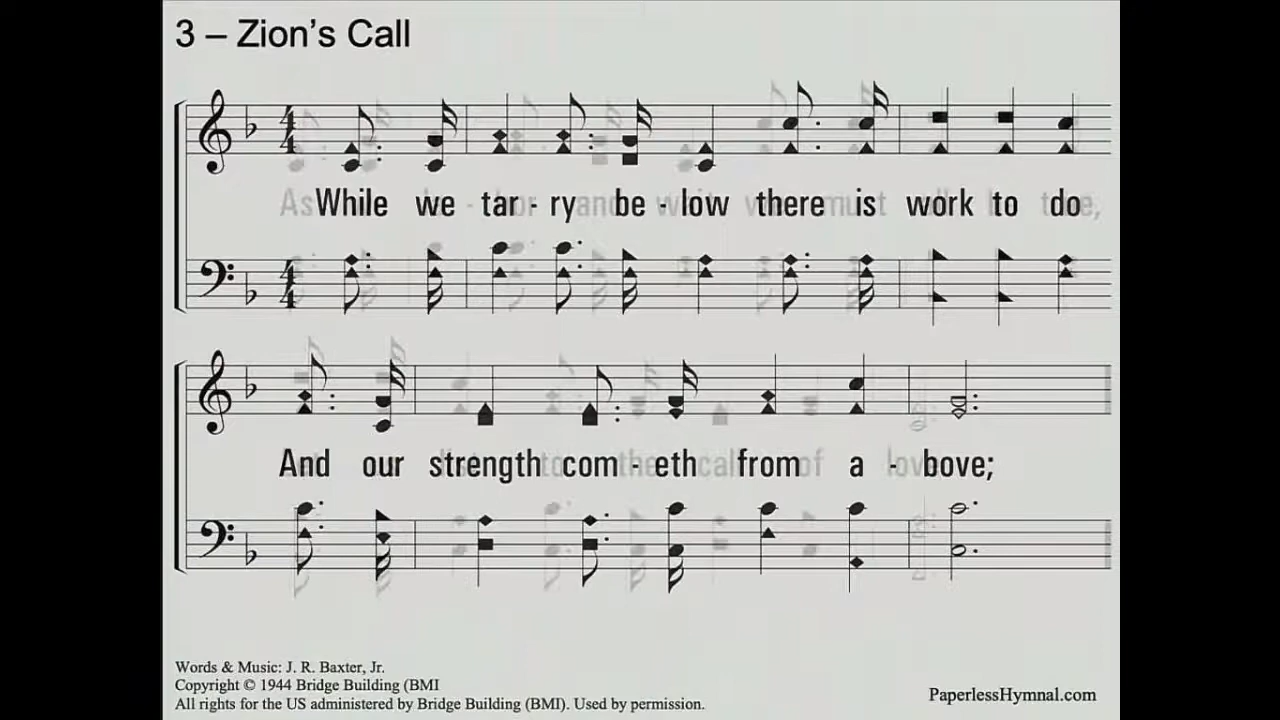 3 – Zion's Call
While we tar - ry be - low there is work to do
And our strength com - eth from a - bove;
Words & Music: J. R. Baxter, Jr.
Copyright © 1944 Bridge Building (BMI
All rights for the US administered by Bridge Building (BMI). Used by permission.
PaperlessHymnal.com